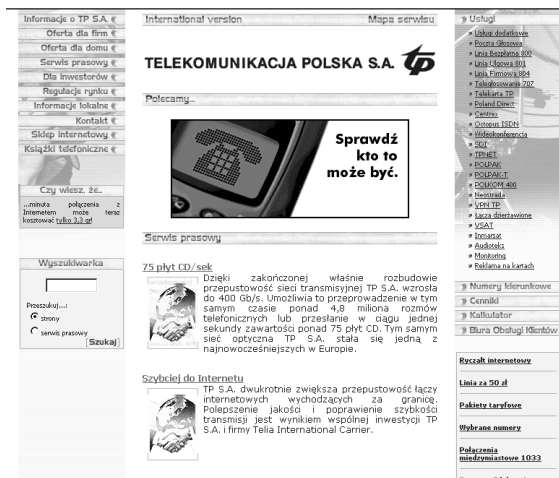 Informacje o TP S.A.
Oferta dla firm
Oferta dla domu
Serwis prasowy
Dla inwestorów
Regulacje rynku
Informacje lokalne
Kontakt
Sklep internetowy
Książki telefoniczne
Czy wiesz, że..
...minuta połączenia z
Internetem może teraz
kosztować tylko 3,3 gr!
Wyszukiwarka
Przeszukuj...:
strony
serwis prasowy
[Szukaj]
International version
Mapa serwisu
TELEKOMUNIKACJA POLSKA S.A. tp
Polecamy...
Sprawdź
kto to
może być.
Serwis prasowy
75 płyt CD/sek
Dzięki zakończonej właśnie rozbudowie
przepustowość sieci transmisyjnej TP S.A. wzrosła
do 400 Gb/s. Umożliwia to przeprowadzenie w tym
samym czasie ponad 4,8 miliona rozmów
telefonicznych lub przesłanie w ciągu jednej
sekundy zawartości ponad 75 płyt CD. Tym samym
sieć optyczna TP S.A. stała się jedną z
najnowocześniejszych w Europie.
Szybciej do Internetu
TP S.A. dwukrotnie zwiększa przepustowość łączy
internetowych wychodzących za granicę.
Polepszenie jakości i poprawienie szybkości
transmisji jest wynikiem wspólnej inwestycji TP
S.A. i firmy Telia International Carrier.
Usługi
Usługi dodatkowe
Poczta Głosowa
Linia Bezpłatna 800
Linia Ulgowa 801
Linia Firmowa 804
Teległosowanie 707
Telekarta TP
Poland Direct
Centrex
Octopus ISDN
Wideokonferencja
SDI
TPNET
POLPAK
POLPAK-T
POLKOM 400
Neostrada
VPN TP
Łącza dzierżawione
VSAT
Inmarsat
Audioteks
Monitoring
Reklama na kartach
Numery kierunkowe
Cenniki
Kalkulator
Biura Obsługi Klientów
Ryczałt internetowy
Linia za 50 zł
Pakiety taryfowe
Wybrane numery
Połączenia
międzymiastowe 1033